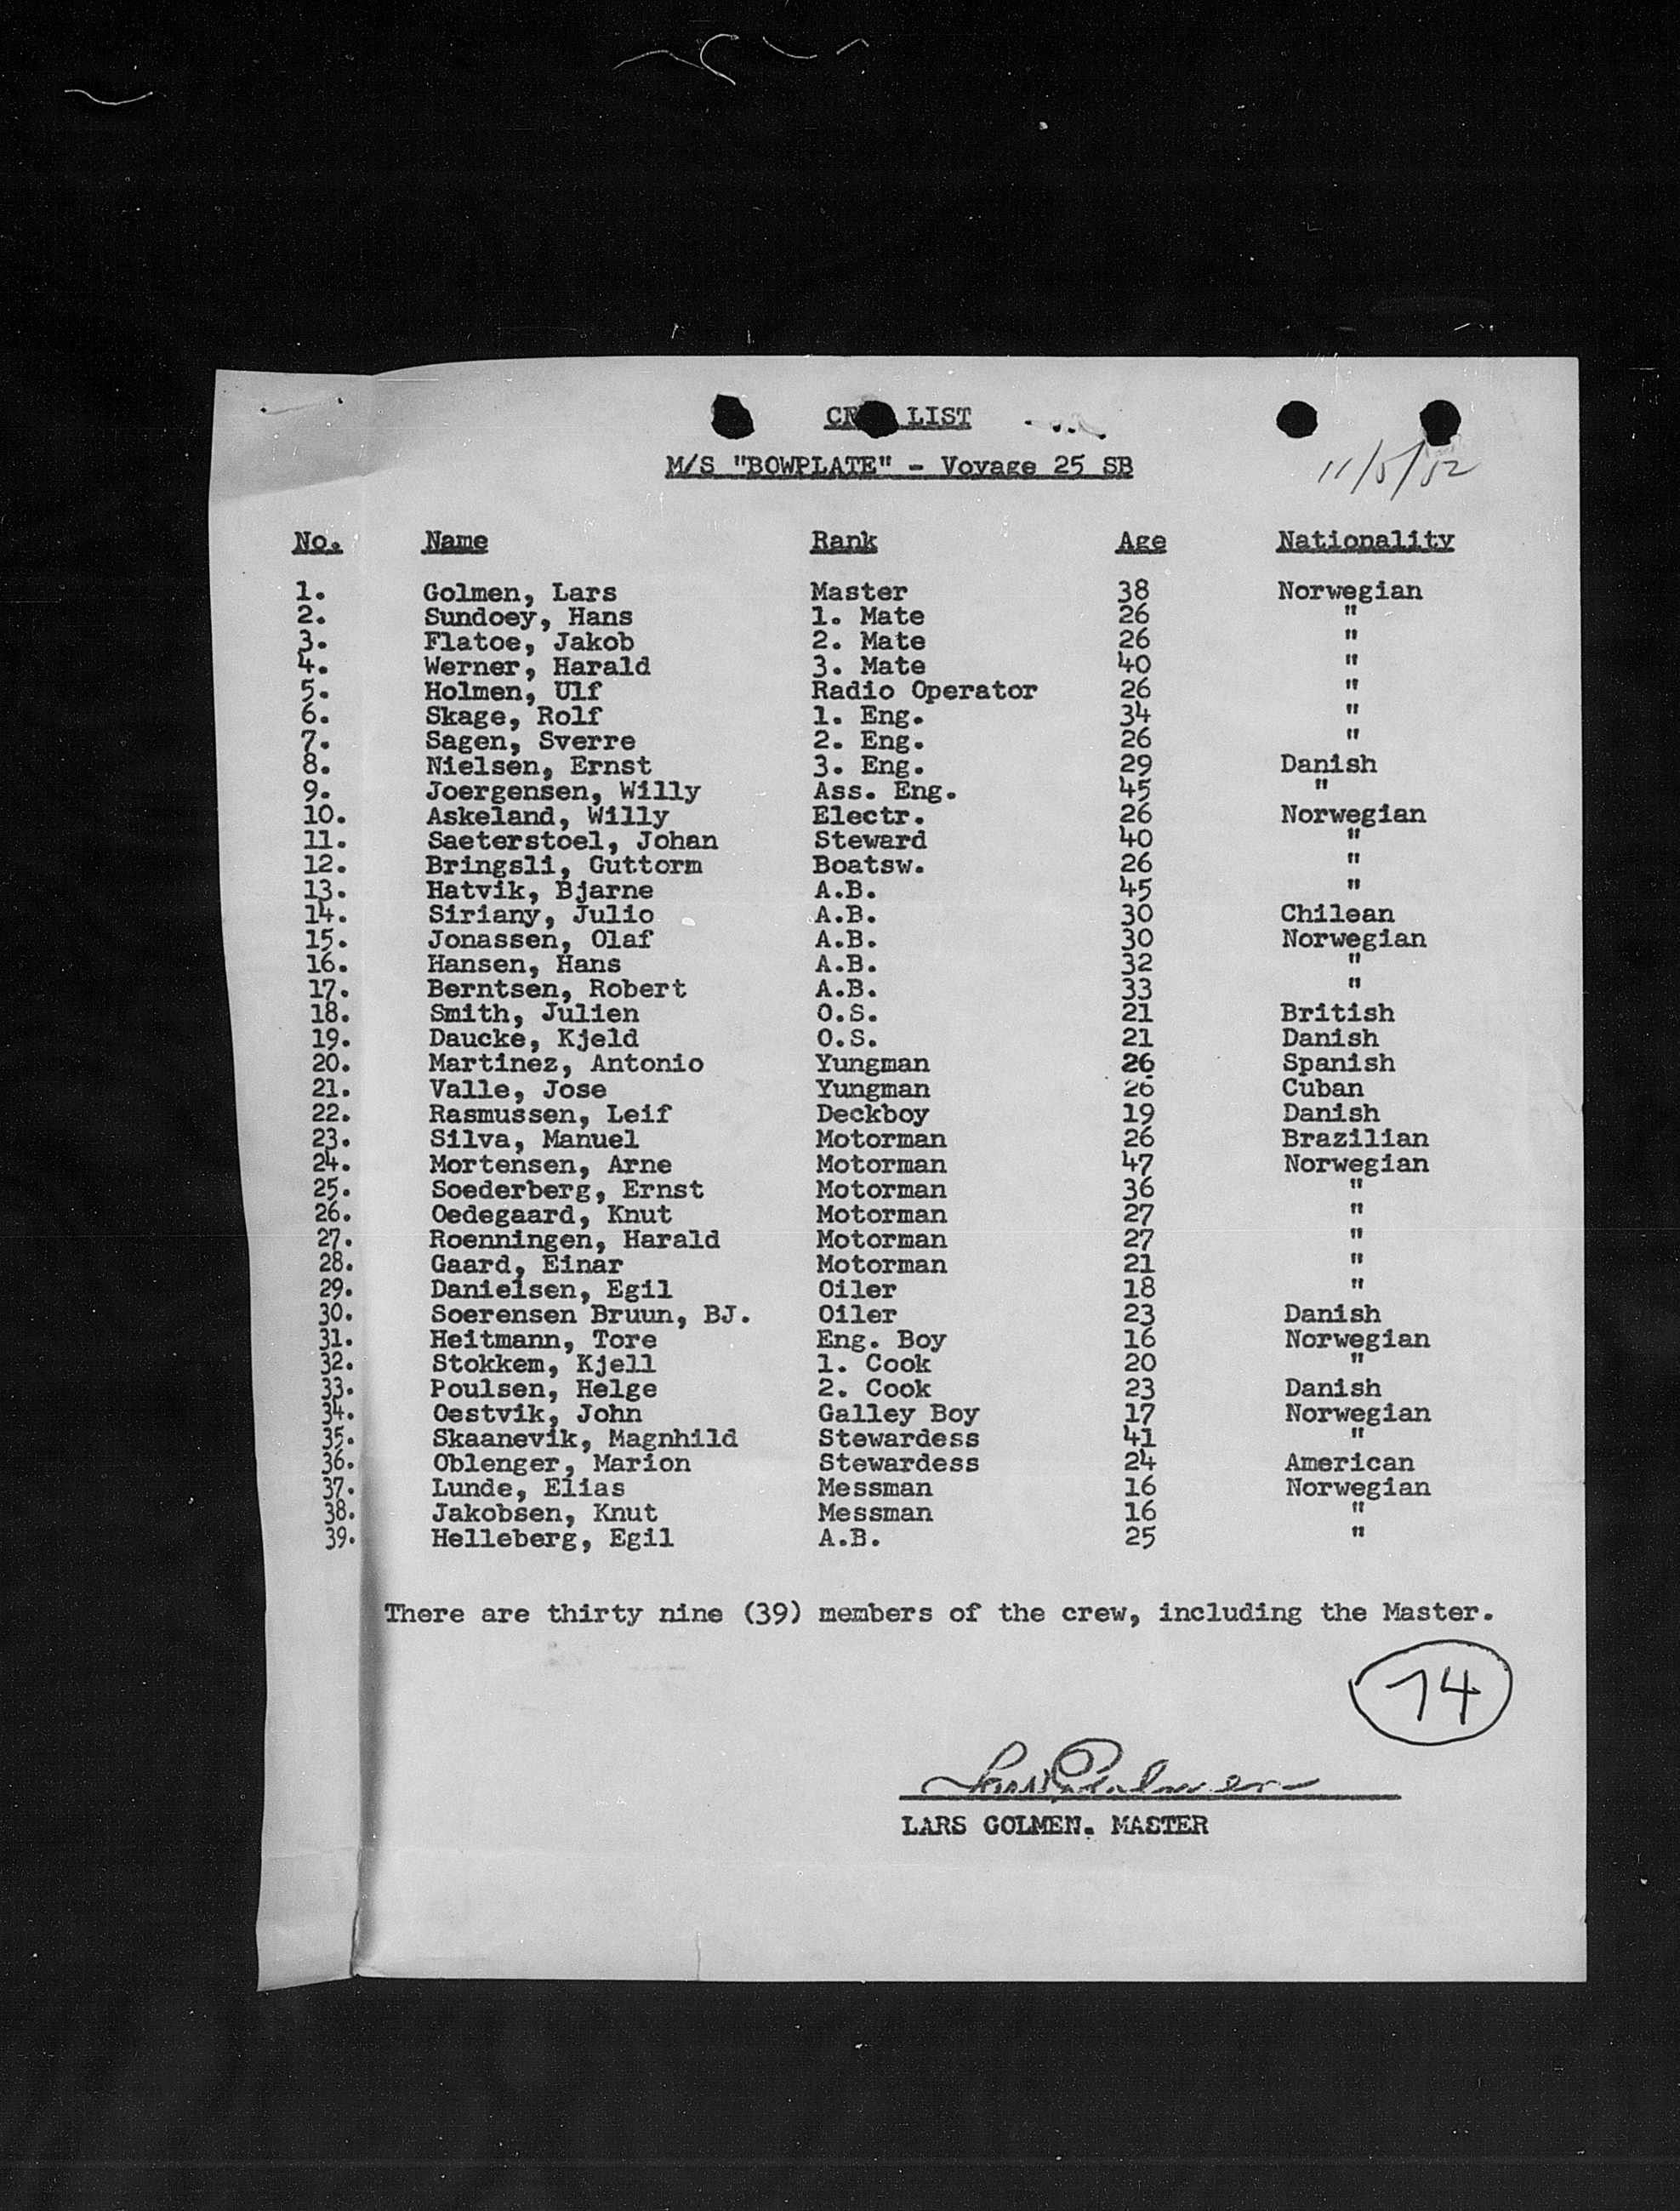 CREW LIST
M/S "BOWPLATE" - Voyage 25 SB
11/5/52
No. Name Rank Age Nationality
1. Golmen, Lars Master 38 Norwegian
2. Sundoey, Hans 1. Mate 26 "
3. Flatoe, Jakob 2. Mate 26 "
4. Werner, Harald 3. Mate 40 "
5. Holmen, Ulf Radio Operator 26 "
6. Skage, Rolf 1. Eng. 34 "
7. Sagen, Sverre 2. Eng. 26 "
8. Nielsen, Ernst 3. Eng. 29 Danish
9. Joergensen, Willy Ass. Eng. 45 "
10. Askeland, Willy Electr. 26 Norwegian
11. Saeterstoel, Johan Steward 40 "
12. Bringsli, Guttorm Boatsw. 26 "
13. Hatvik, Bjarne A.B. 45 "
14. Siriany, Julio A.B. 30 Chilean
15. Jonassen, Olaf A.B. 30 Norwegian
16. Hansen, Hans A.B. 32 "
17. Berntsen, Robert A.B. 33 "
18. Smith, Julien O.S. 21 British
19. Daucke, Kjeld O.S. 21 Danish
20. Martinez, Antonio Yungman 26 Spanish
21. Valle, Jose Yungman 26 Cuban
22. Rasmussen, Leif Deckboy 19 Danish
23. Silva, Manuel Motorman 26 Brazilian
24. Mortensen, Arne Motorman 47 Norwegian
25. Soederberg, Ernst Motorman 36 "
26. Oedegaard, Knut Motorman 27 "
27. Roenningen, Harald Motorman 27 "
28. Gaard, Einar Motorman 21 "
29. Danielsen, Egil Oiler 18 "
30. Soerensen Bruun, BJ. Oiler 23 Danish
31. Heitmann, Tore Eng. Boy 16 Norwegian
32. Stokkem, Kjell 1. Cook 20 "
33. Poulsen, Helge 2. Cook 23 Danish
34. Oestvik, John Galley Boy 17 Norwegian
35. Skaanevik, Magnhild Stewardess 41 "
36. Oblenger, Marion Stewardess 24 American
37. Lunde, Elias Messman 16 Norwegian
38. Jakobsen, Knut Messman 16 "
39. Helleberg, Egil A.B. 25 "
There are thirty nine (39) members of the crew, including the Master.
14
Lars Golmen
LARS GOLMEN. MASTER